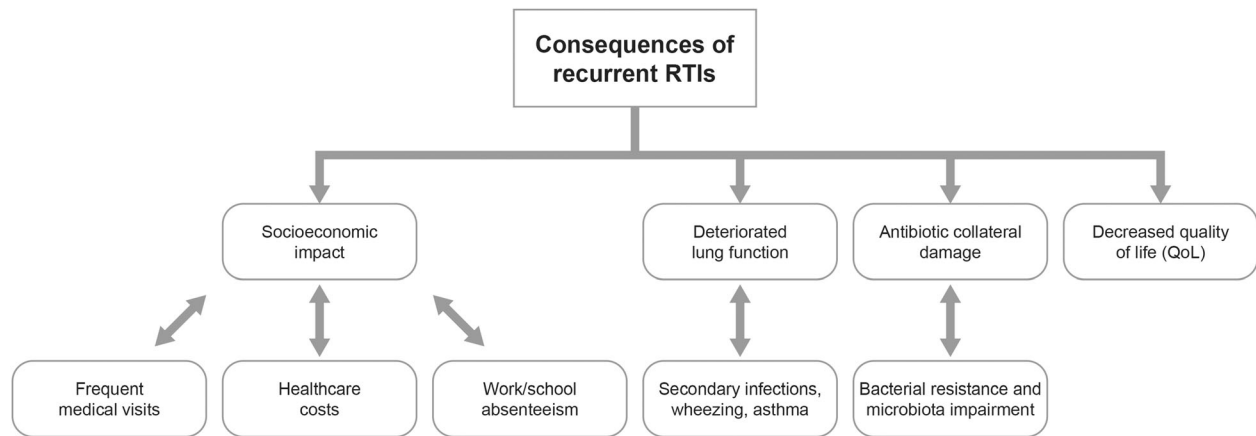 Consequences of
recurrent RTIs
Socioeconomic
impact
Deteriorated
lung function
Antibiotic collateral
damage
Decreased quality
of life (QoL)
Frequent
medical visits
Healthcare
costs
Work/school
absenteeism
Secondary infections,
wheezing, asthma
Bacterial resistance and
microbiota impairment